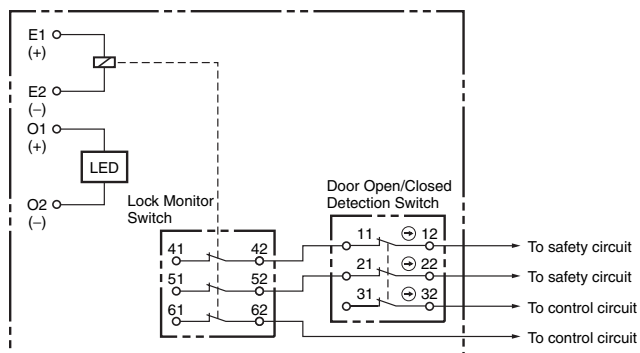 E1
(+)
E2
(−)
O1
(+)
LED
O2
(−)
Lock Monitor
Switch
Door Open/Closed
Detection Switch
41 42
51 52
61 62
11 12
21 22
31 32
To safety circuit
To safety circuit
To control circuit
To control circuit